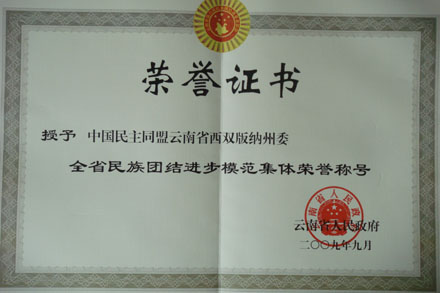 荣誉证书
授予 中国民主同盟云南省西双版纳州委
全省民族团结进步模范集体荣誉称号
云南省人民政府
二〇〇九年九月